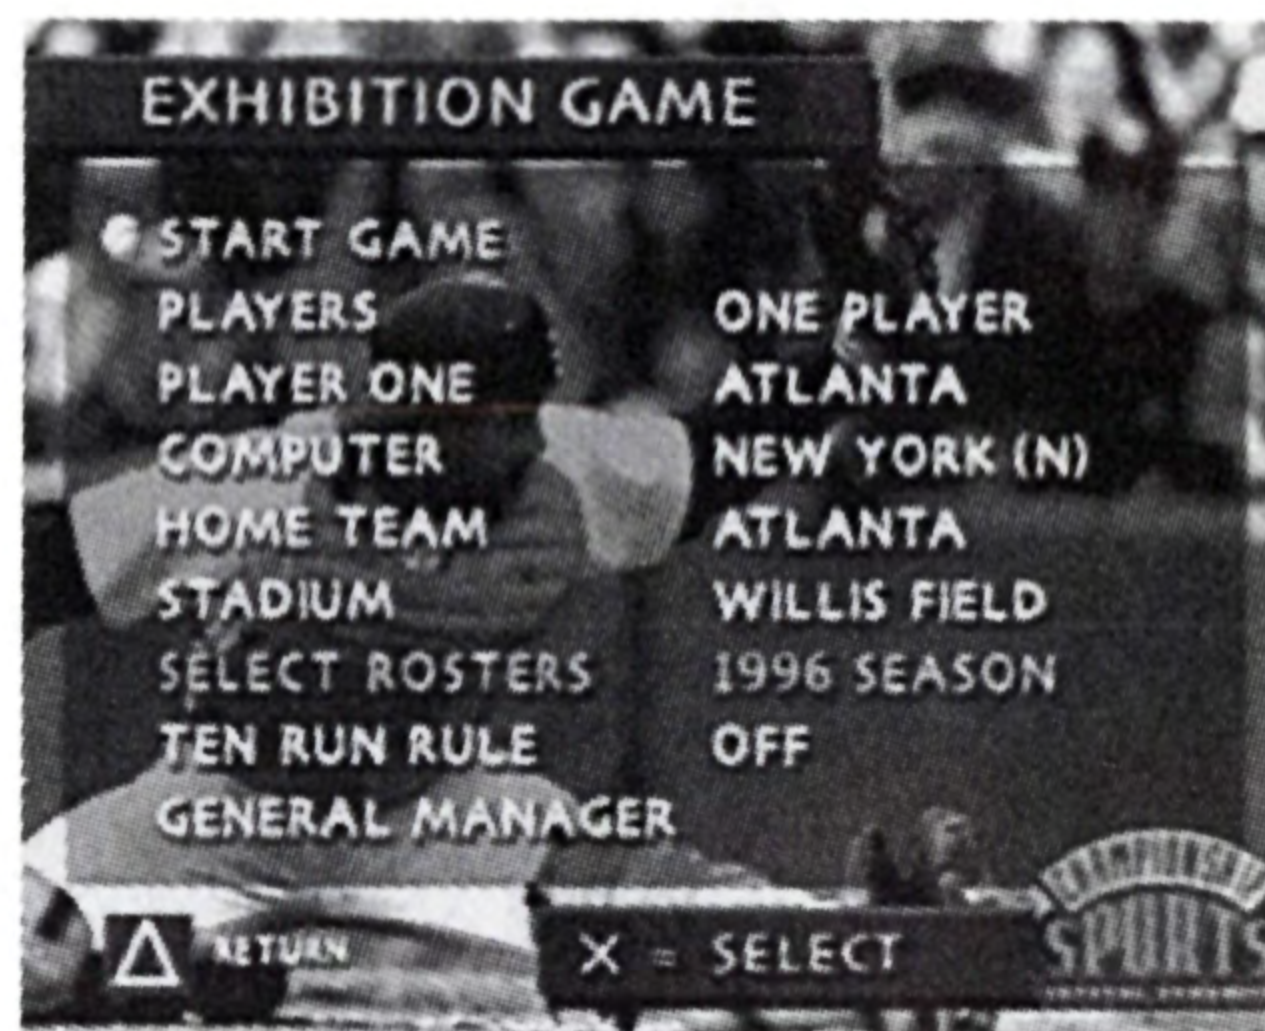 EXHIBITION GAME
START GAME
PLAYERS ONE PLAYER
PLAYER ONE ATLANTA
COMPUTER NEW YORK (N)
HOME TEAM ATLANTA
STADIUM WILLIS FIELD
SELECT ROSTERS 1996 SEASON
TEN RUN RULE OFF
GENERAL MANAGER
△ RETURN
X = SELECT
SPORTS